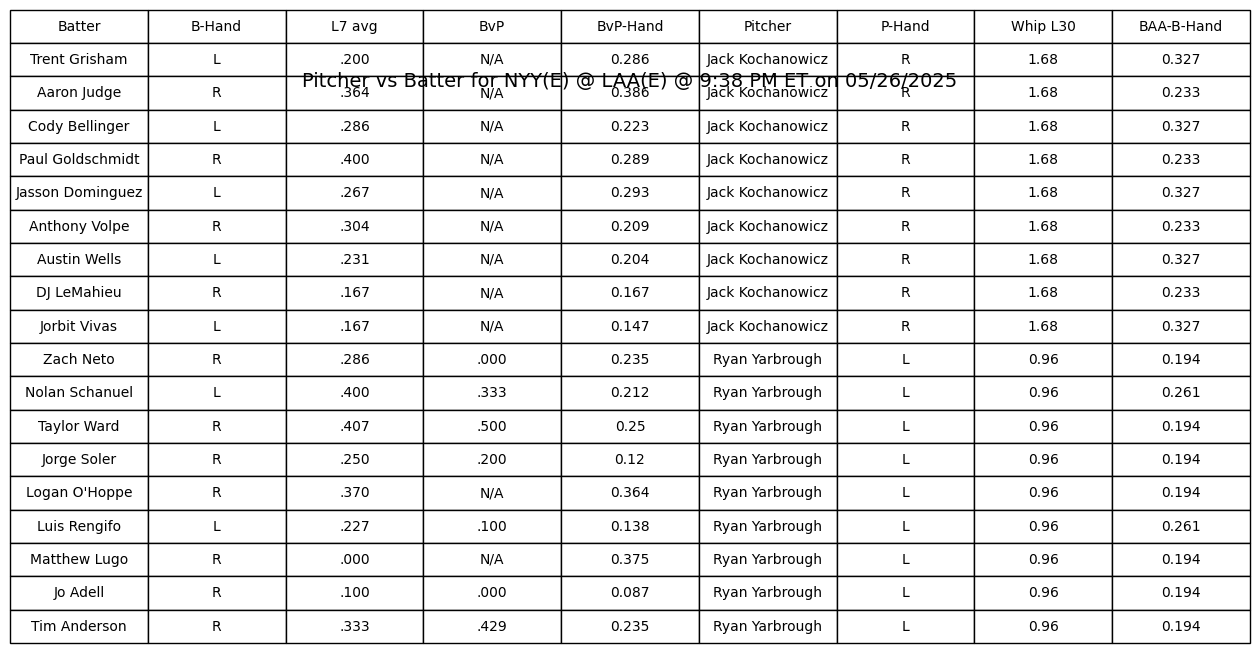 Batter B-Hand L7 avg BvP BvP-Hand Pitcher P-Hand Whip L30 BAA-B-Hand
Trent Grisham L .200 N/A 0.286 Jack Kochanowicz R 1.68 0.327
Pitcher vs Batter for NYY(E) @ LAA(E) @ 9:38 PM ET on 05/26/2025
Aaron Judge R .364 N/A 0.386 Jack Kochanowicz R 1.68 0.233
Cody Bellinger L .286 N/A 0.223 Jack Kochanowicz R 1.68 0.327
Paul Goldschmidt R .400 N/A 0.289 Jack Kochanowicz R 1.68 0.233
Jasson Dominguez L .267 N/A 0.293 Jack Kochanowicz R 1.68 0.327
Anthony Volpe R .304 N/A 0.209 Jack Kochanowicz R 1.68 0.233
Austin Wells L .231 N/A 0.204 Jack Kochanowicz R 1.68 0.327
DJ LeMahieu R .167 N/A 0.167 Jack Kochanowicz R 1.68 0.233
Jorbit Vivas L .167 N/A 0.147 Jack Kochanowicz R 1.68 0.327
Zach Neto R .286 .000 0.235 Ryan Yarbrough L 0.96 0.194
Nolan Schanuel L .400 .333 0.212 Ryan Yarbrough L 0.96 0.261
Taylor Ward R .407 .500 0.25 Ryan Yarbrough L 0.96 0.194
Jorge Soler R .250 .200 0.12 Ryan Yarbrough L 0.96 0.194
Logan O'Hoppe R .370 N/A 0.364 Ryan Yarbrough L 0.96 0.194
Luis Rengifo L .227 .100 0.138 Ryan Yarbrough L 0.96 0.261
Matthew Lugo R .000 N/A 0.375 Ryan Yarbrough L 0.96 0.194
Jo Adell R .100 .000 0.087 Ryan Yarbrough L 0.96 0.194
Tim Anderson R .333 .429 0.235 Ryan Yarbrough L 0.96 0.194